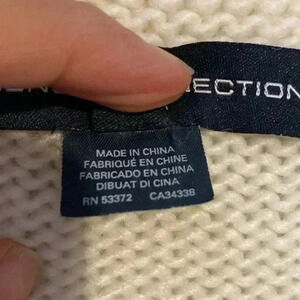 ECTION
MADE IN CHINA
FABRIQUÉ EN CHINE
FABRICADO EN CHINA
DIBUAT DI CINA
RN 53372 CA34338